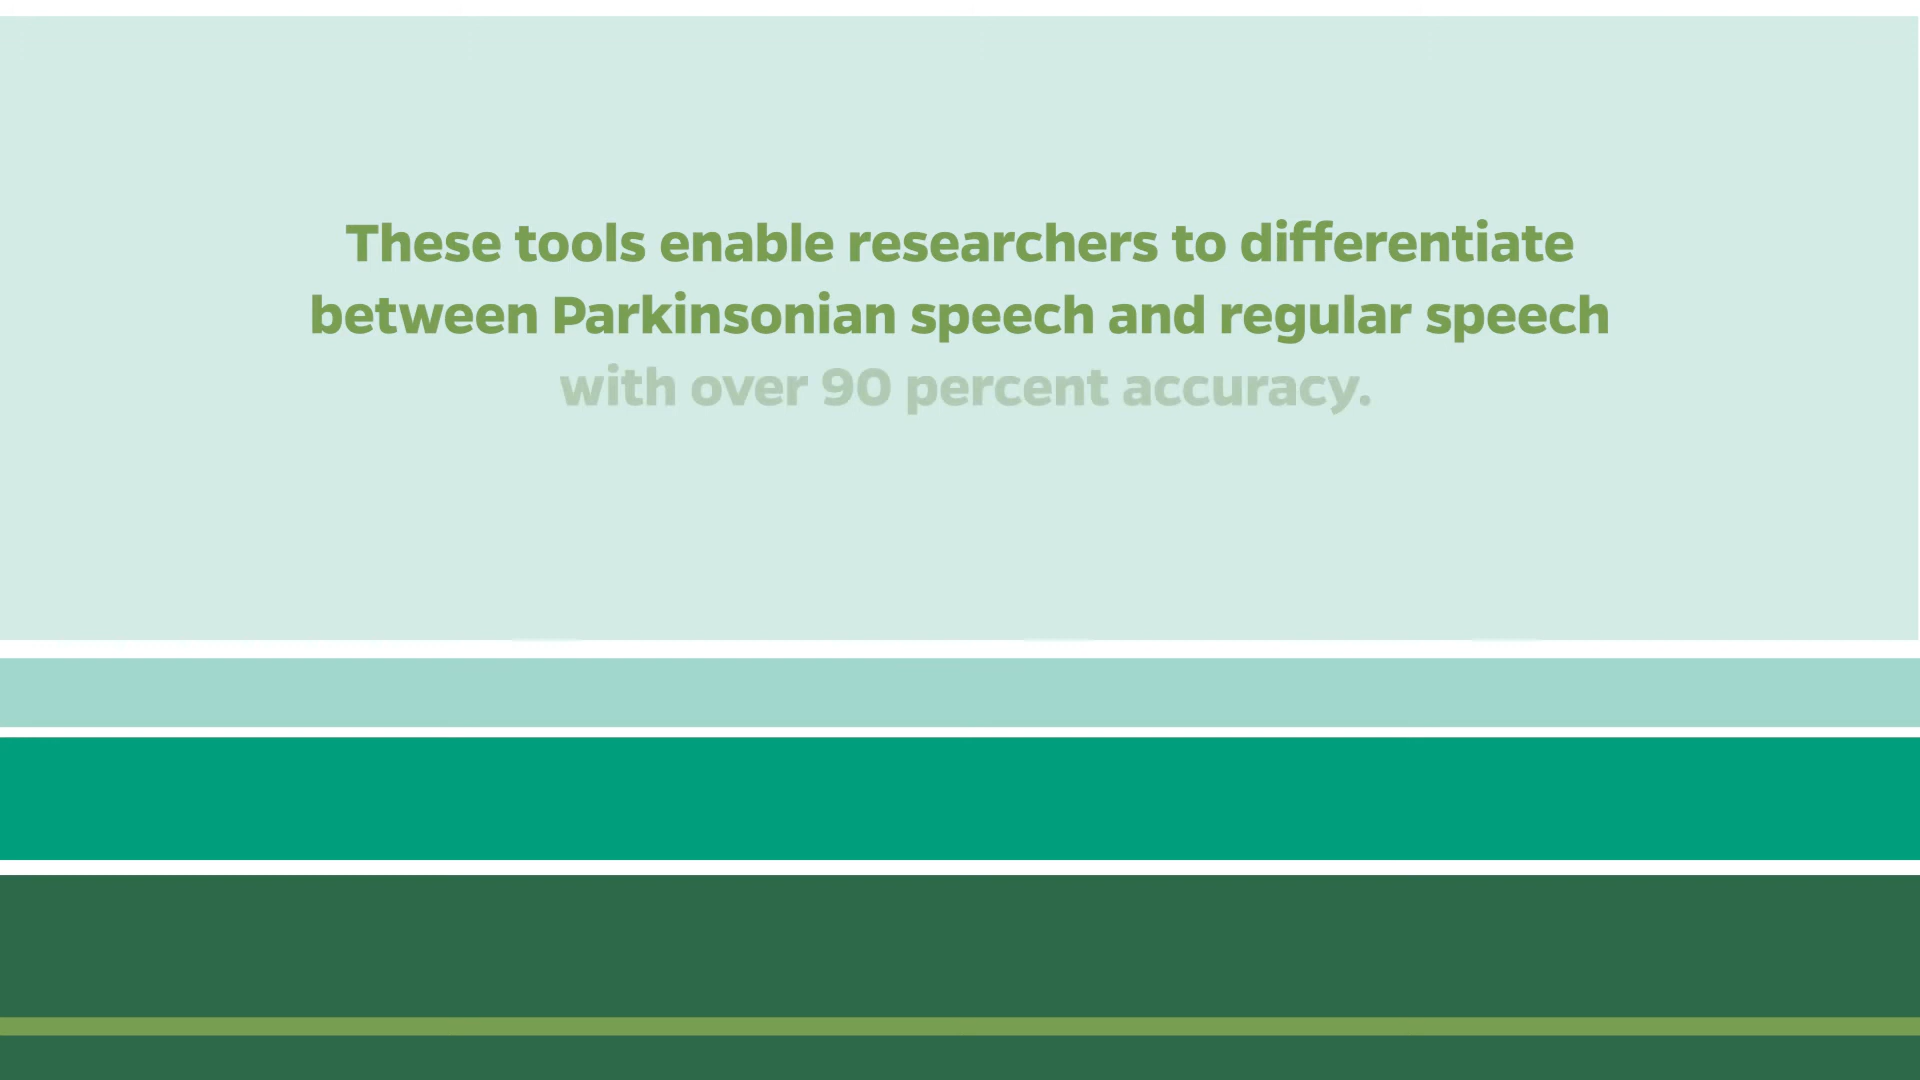 These tools enable researchers to differentiate
between Parkinsonian speech and regular speech
with over 90 percent accuracy.